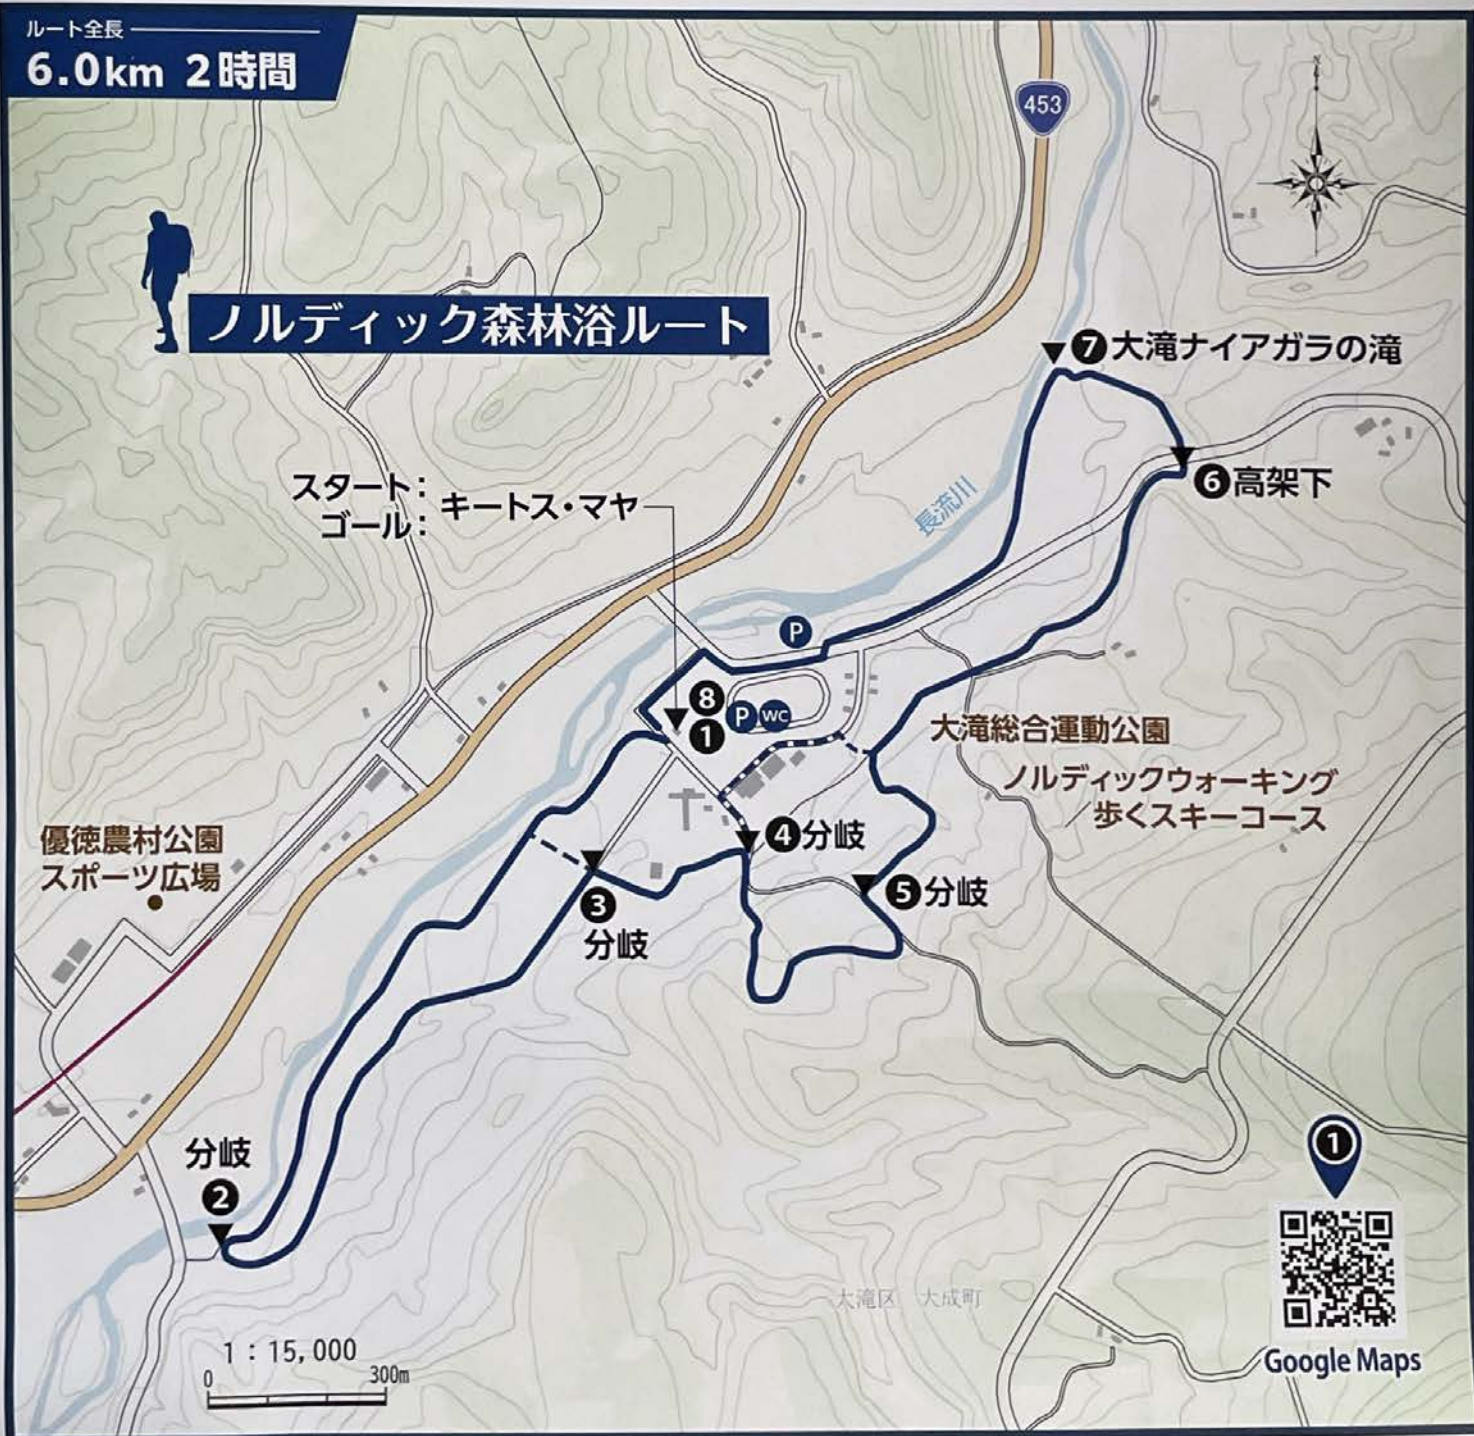 ルート全長
6.0km 2時間
453
N
ノルディック森林浴ルート
❼大滝ナイアガラの滝
❻高架下
スタート：
ゴール：
キートス・マヤ
長流川
P
❽
P WC
❶
大滝総合運動公園
ノルディックウォーキング
／歩くスキーコース
❹分岐
❺分岐
❸
分岐
優徳農村公園
スポーツ広場
分岐
❷
大滝区 大成町
1：15,000
0 300m
❶
Google Maps